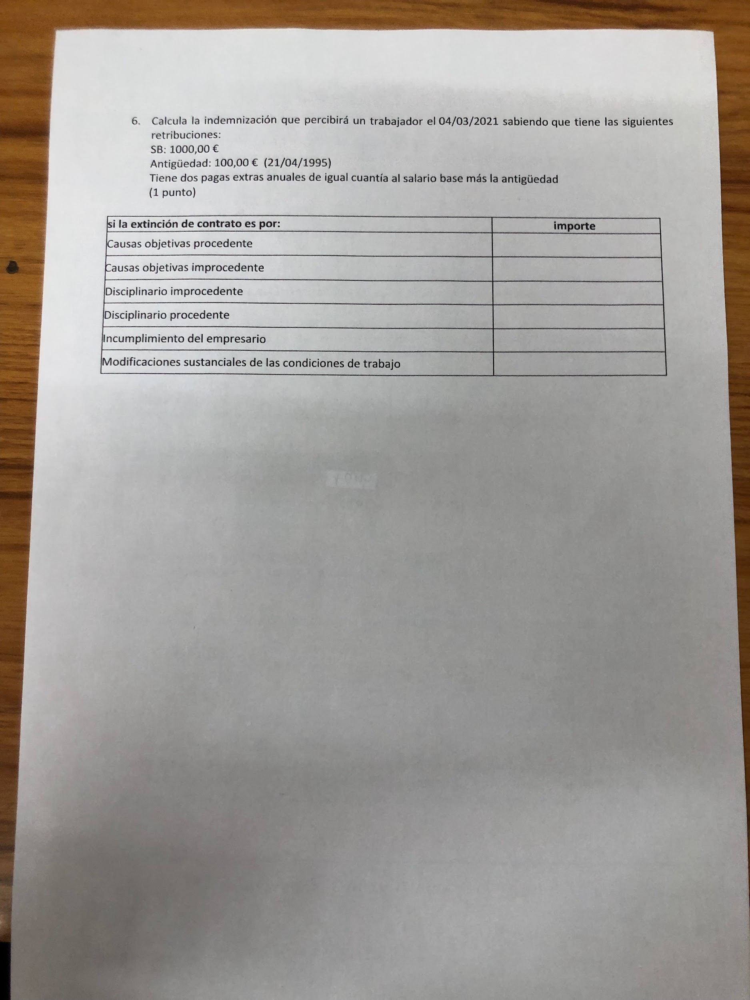 6. Calcula la indemnización que percibirá un trabajador el 04/03/2021 sabiendo que tiene las siguientes
retribuciones:
SB: 1000,00 €
Antigüedad: 100,00 € (21/04/1995)
Tiene dos pagas extras anuales de igual cuantía al salario base más la antigüedad
(1 punto)
si la extinción de contrato es por: importe
Causas objetivas procedente
Causas objetivas improcedente
Disciplinario improcedente
Disciplinario procedente
Incumplimiento del empresario
Modificaciones sustanciales de las condiciones de trabajo